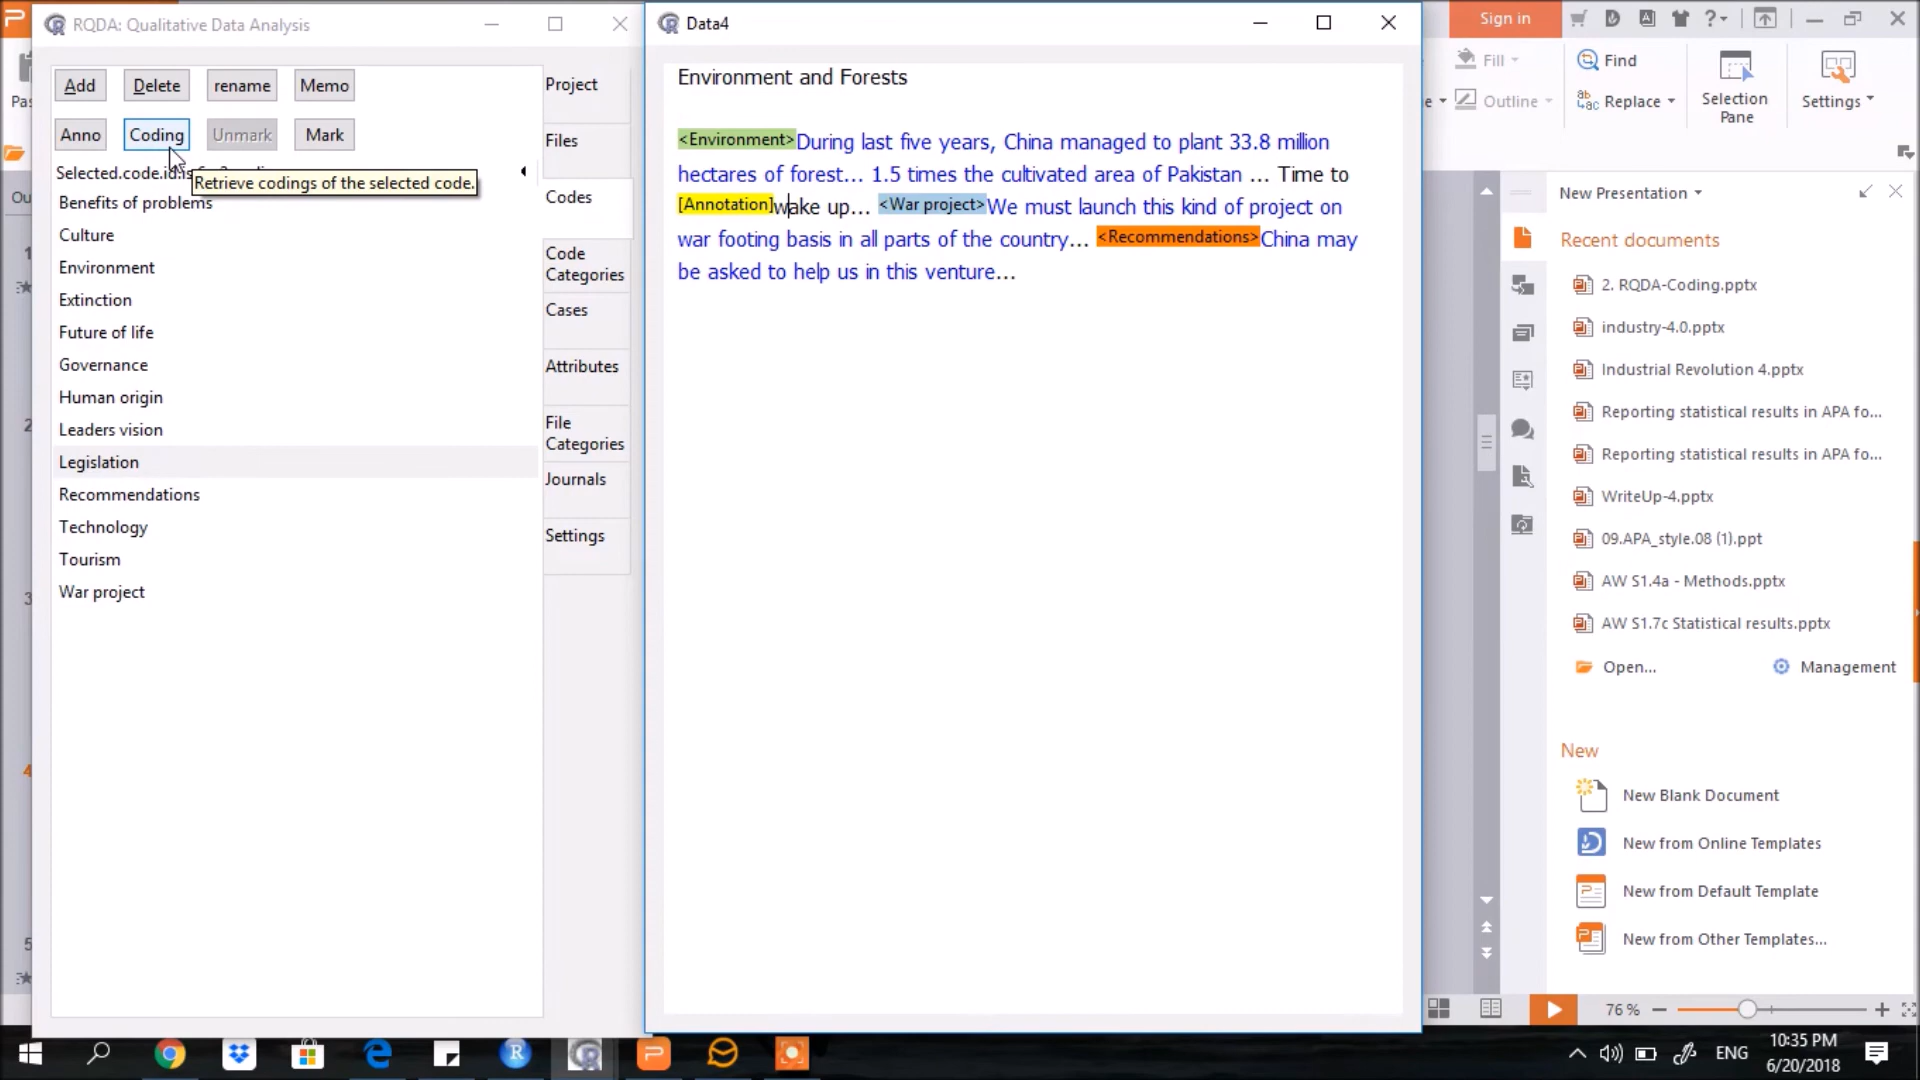 RQDA: Qualitative Data Analysis
Add Delete rename Memo
Anno Coding Unmark Mark
Selected.code.id.is
Retrieve codings of the selected code.
Benefits of problems
Culture
Environment
Extinction
Future of life
Governance
Human origin
Leaders vision
Legislation
Recommendations
Technology
Tourism
War project
Project
Files
Codes
Code
Categories
Cases
Attributes
File
Categories
Journals
Settings
Data4
Environment and Forests
<Environment>During last five years, China managed to plant 33.8 million
hectares of forest... 1.5 times the cultivated area of Pakistan ... Time to
[Annotation]wake up... <War project>We must launch this kind of project on
war footing basis in all parts of the country... <Recommendations>China may
be asked to help us in this venture...
Sign in
Fill Find
Outline Replace
Selection
Pane
Settings
New Presentation
Recent documents
2. RQDA-Coding.pptx
industry-4.0.pptx
Industrial Revolution 4.pptx
Reporting statistical results in APA fo...
Reporting statistical results in APA fo...
WriteUp-4.pptx
09.APA_style.08 (1).ppt
AW S1.4a - Methods.pptx
AW S1.7c Statistical results.pptx
Open... Management
New
New Blank Document
New from Online Templates
New from Default Template
New from Other Templates...
1
2
3
4
5
76 %
ENG
10:35 PM
6/20/2018